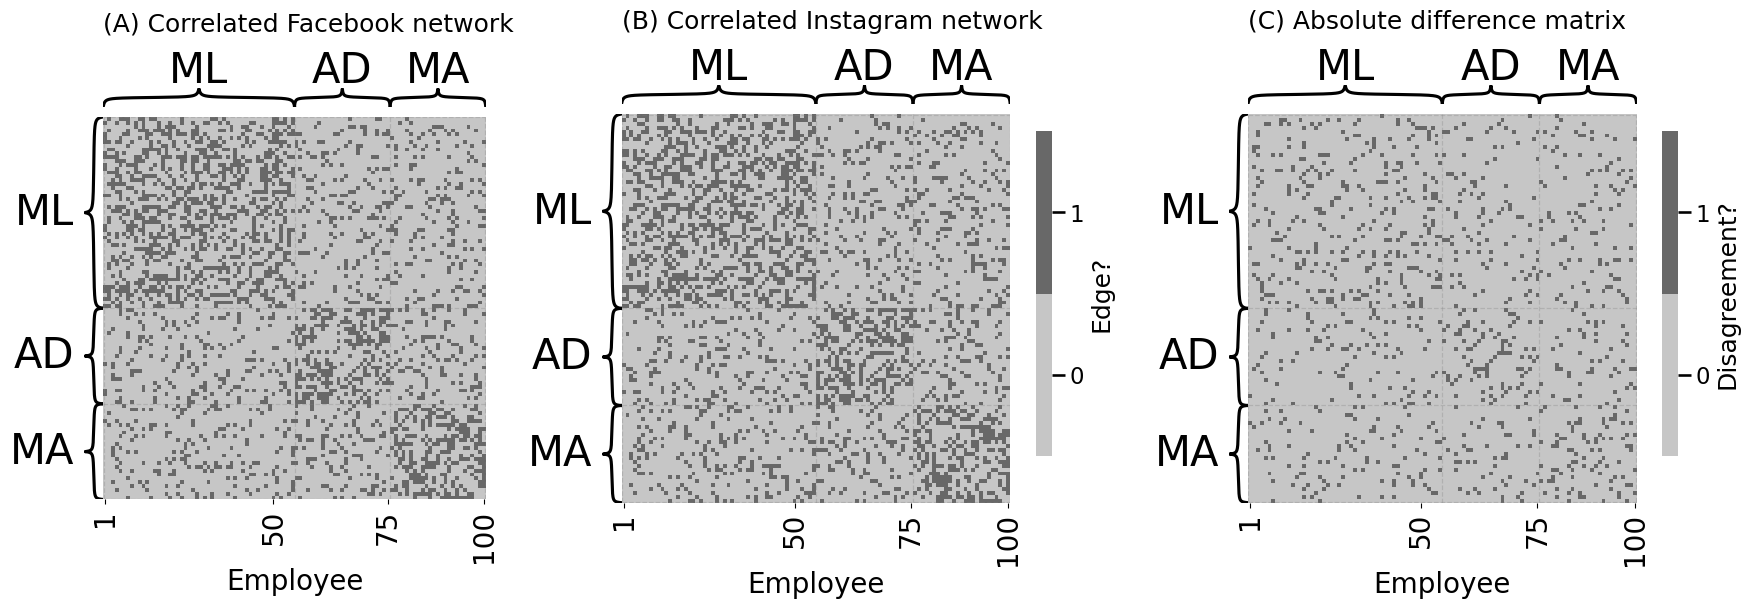 (A) Correlated Facebook network
ML AD MA
ML
AD
MA
1 50 75 100
Employee
(B) Correlated Instagram network
ML AD MA
ML
AD
MA
1 50 75 100
Employee
1
0
Edge?
(C) Absolute difference matrix
ML AD MA
ML
AD
MA
1 50 75 100
Employee
1
0
Disagreement?